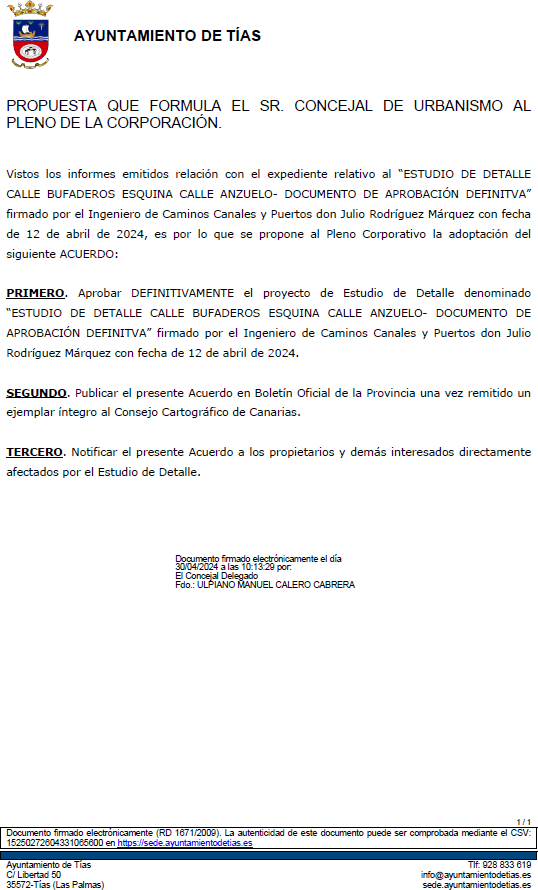 AYUNTAMIENTO DE TÍAS
PROPUESTA QUE FORMULA EL SR. CONCEJAL DE URBANISMO AL
PLENO DE LA CORPORACIÓN.
Vistos los informes emitidos relación con el expediente relativo al “ESTUDIO DE DETALLE
CALLE BUFADEROS ESQUINA CALLE ANZUELO- DOCUMENTO DE APROBACIÓN DEFINITVA”
firmado por el Ingeniero de Caminos Canales y Puertos don Julio Rodríguez Márquez con fecha
de 12 de abril de 2024, es por lo que se propone al Pleno Corporativo la adopción del
siguiente ACUERDO:
PRIMERO. Aprobar DEFINITIVAMENTE el proyecto de Estudio de Detalle denominado
“ESTUDIO DE DETALLE CALLE BUFADEROS ESQUINA CALLE ANZUELO- DOCUMENTO DE
APROBACIÓN DEFINITVA” firmado por el Ingeniero de Caminos Canales y Puertos don Julio
Rodríguez Márquez con fecha de 12 de abril de 2024.
SEGUNDO. Publicar el presente Acuerdo en Boletín Oficial de la Provincia una vez remitido un
ejemplar íntegro al Consejo Cartográfico de Canarias.
TERCERO. Notificar el presente Acuerdo a los propietarios y demás interesados directamente
afectados por el Estudio de Detalle.
Documento firmado electrónicamente el día
30/04/2024 a las 10:13:29 por:
El Concejal Delegado
Fdo.: ULPIANO MANUEL CALERO CABRERA
1 / 1
Documento firmado electrónicamente (RD 1671/2009). La autenticidad de este documento puede ser comprobada mediante el CSV:
15250272604331065600 en https://sede.ayuntamientodetias.es
Ayuntamiento de Tías Tlf: 928 833 619
C/ Libertad 50 info@ayuntamientodetias.es
35572-Tías (Las Palmas) sede.ayuntamientodetias.es